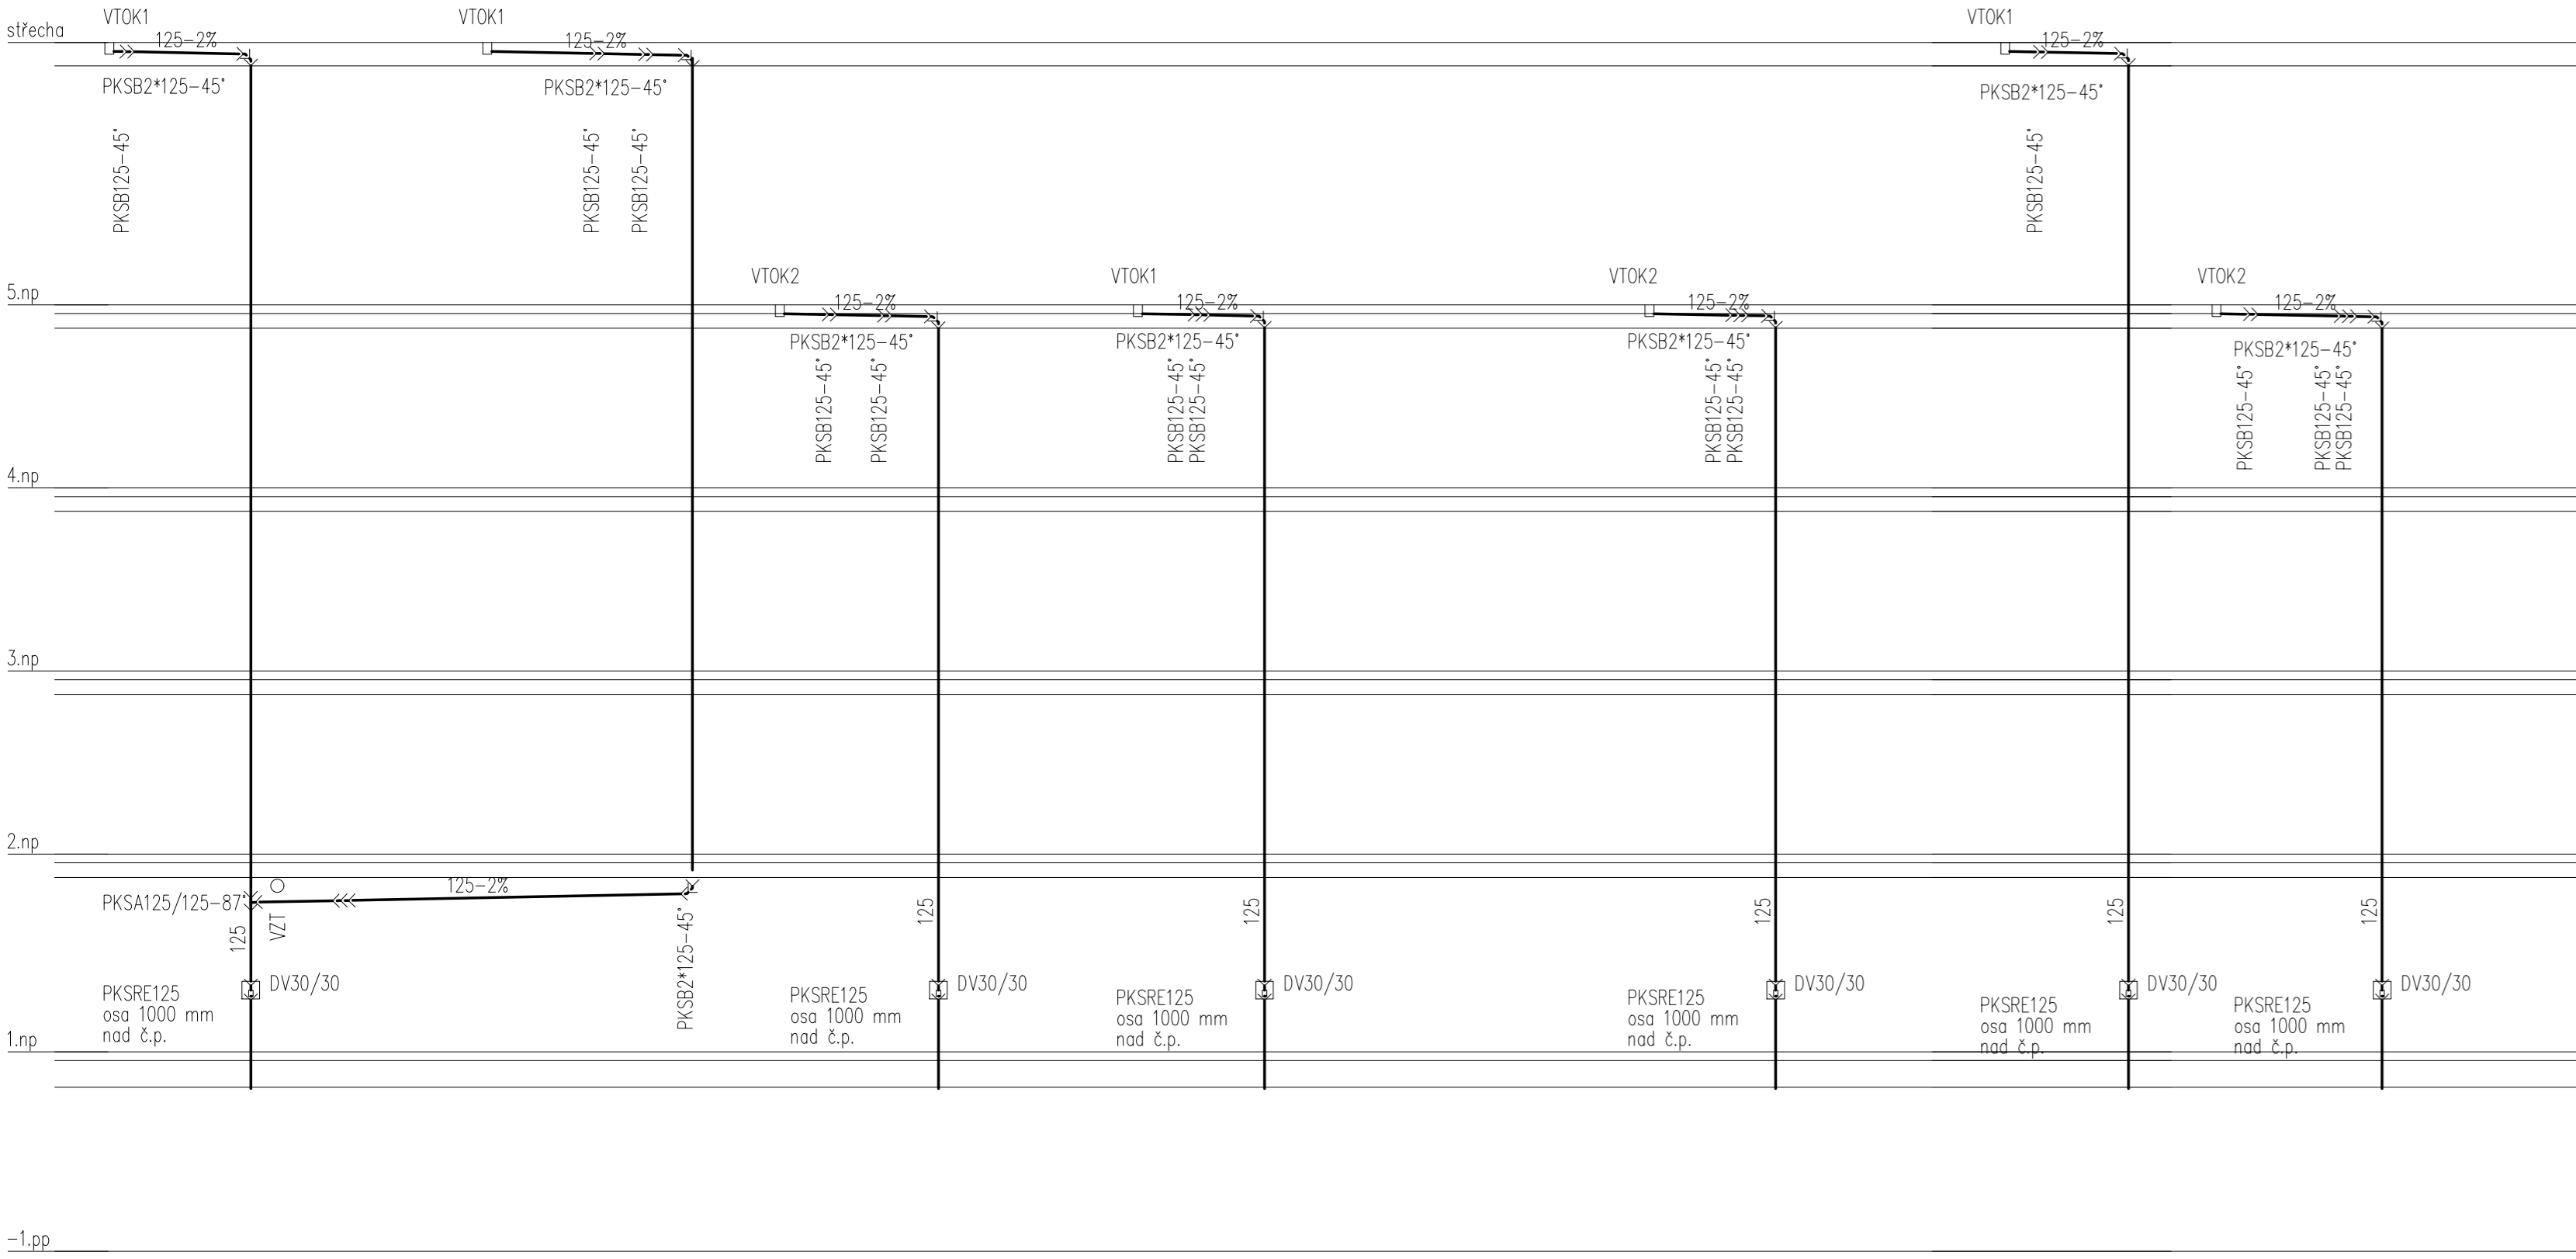 VTOK1
VTOK1
VTOK1
střecha
125-2%
125-2%
125-2%
PKSB2*125-45°
PKSB2*125-45°
PKSB2*125-45°
PKSB125-45°
PKSB125-45°
PKSB125-45°
PKSB125-45°
VTOK2
VTOK1
VTOK2
VTOK2
5.np
125-2%
125-2%
125-2%
125-2%
PKSB2*125-45°
PKSB2*125-45°
PKSB2*125-45°
PKSB2*125-45°
PKSB125-45°
PKSB125-45°
PKSB125-45°
PKSB125-45°
PKSB125-45°
PKSB125-45°
PKSB125-45°
PKSB125-45°
PKSB125-45°
4.np
3.np
2.np
125-2%
PKSA125/125-87°
VZT
125
125
125
125
125
125
PKSB2*125-45°
DV30/30
DV30/30
DV30/30
DV30/30
DV30/30
DV30/30
PKSRE125
osa 1000 mm
nad č.p.
PKSRE125
osa 1000 mm
nad č.p.
PKSRE125
osa 1000 mm
nad č.p.
PKSRE125
osa 1000 mm
nad č.p.
PKSRE125
osa 1000 mm
nad č.p.
PKSRE125
osa 1000 mm
nad č.p.
1.np
-1.pp